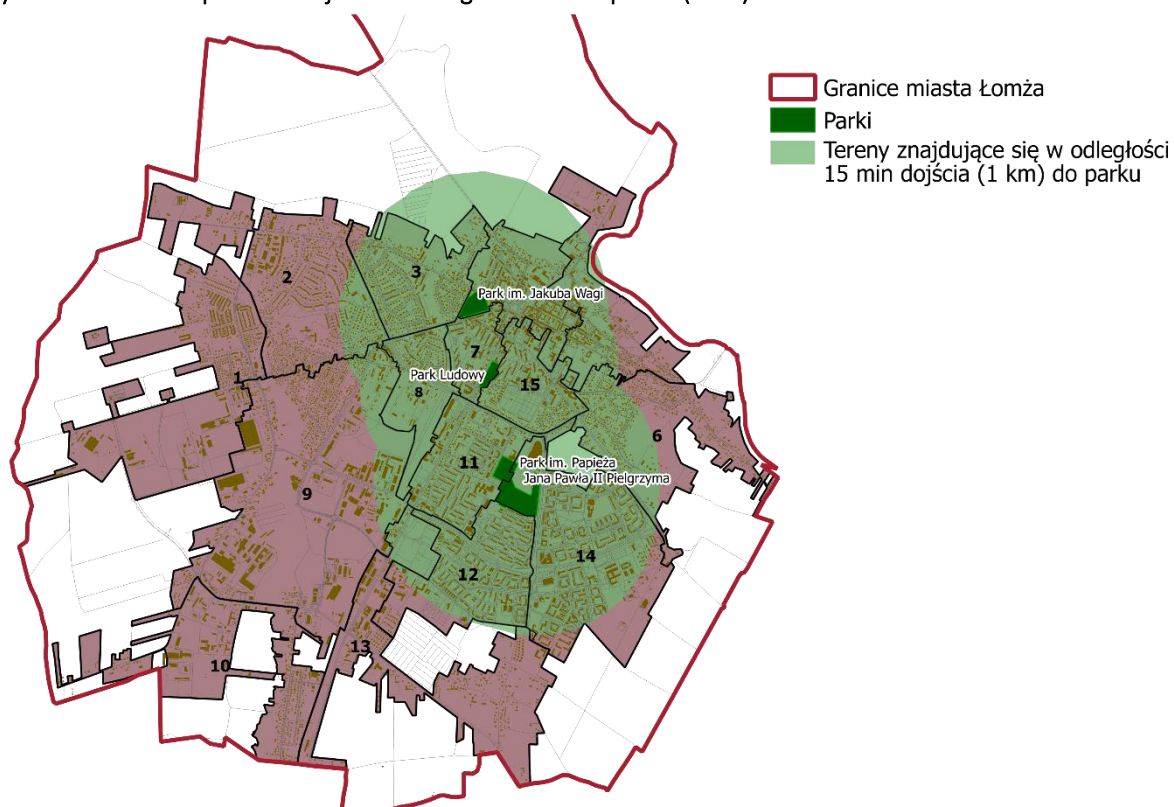 Granice miasta Łomża
Parki
Tereny znajdujące się w odległości
15 min dojścia (1 km) do parku
2
3
Park im. Jakuba Wagi
7
1
Park Ludowy
8
15
6
11
Park im. Papieża
Jana Pawła II Pielgrzyma
9
14
12
13
10